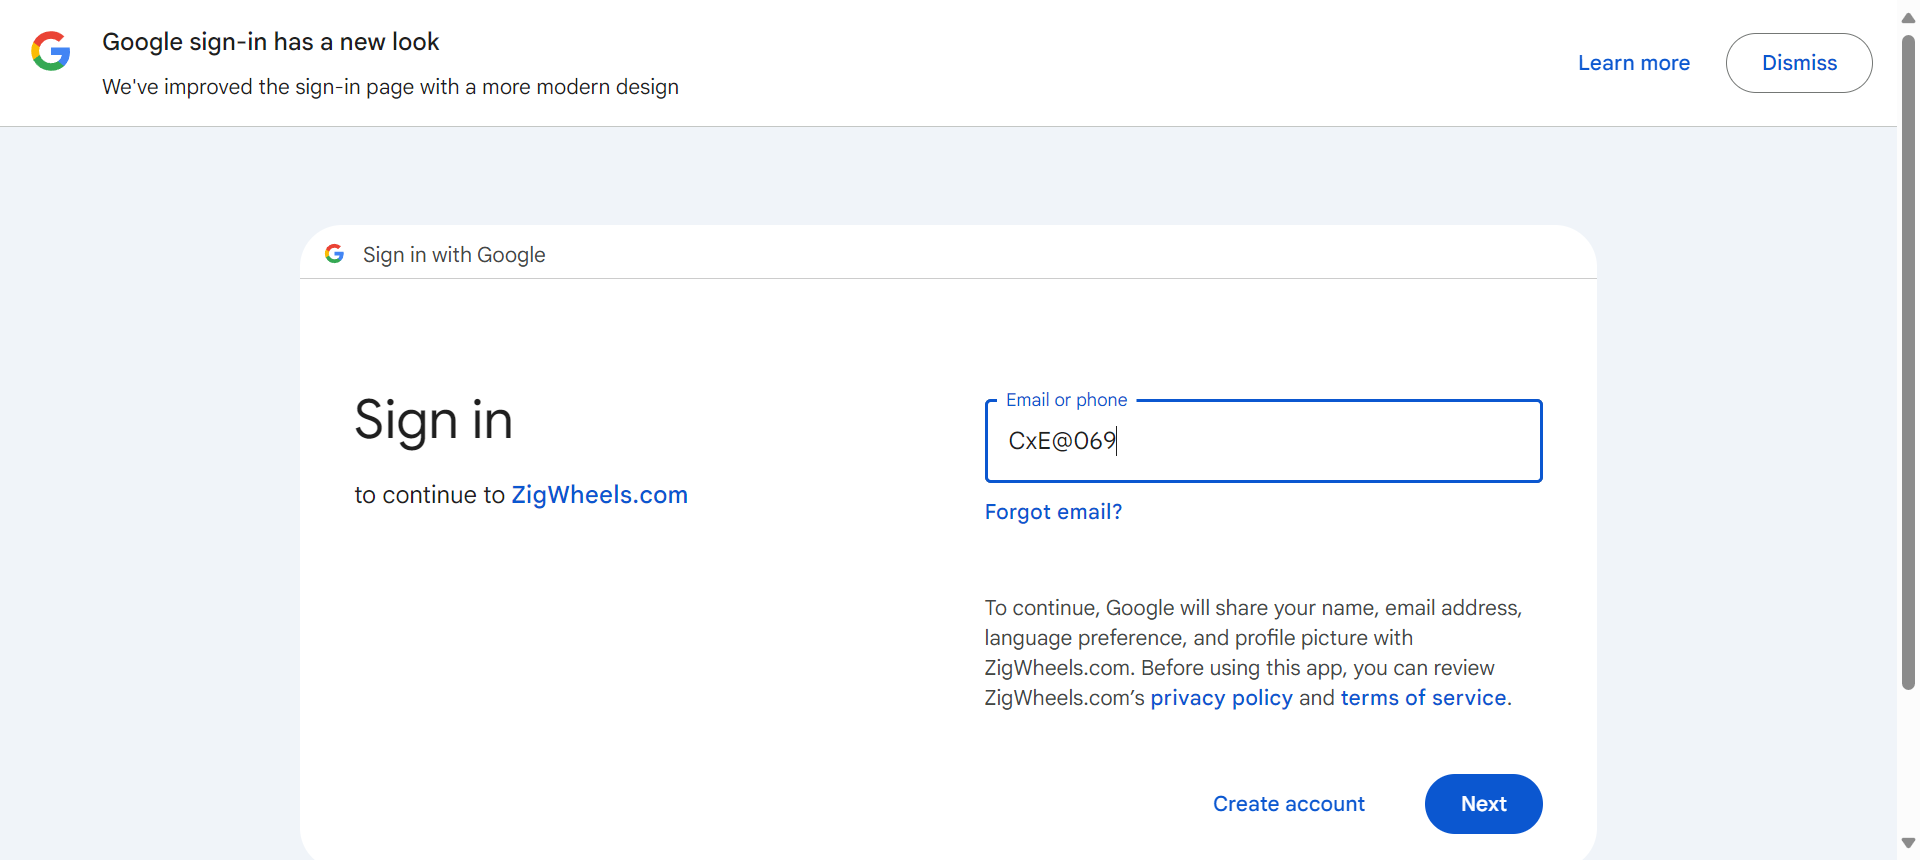 Google sign-in has a new look
We've improved the sign-in page with a more modern design
Learn more
Dismiss
Sign in with Google
Sign in
to continue to ZigWheels.com
Email or phone
CxE@069
Forgot email?
To continue, Google will share your name, email address,
language preference, and profile picture with
ZigWheels.com. Before using this app, you can review
ZigWheels.com’s privacy policy and terms of service.
Create account
Next